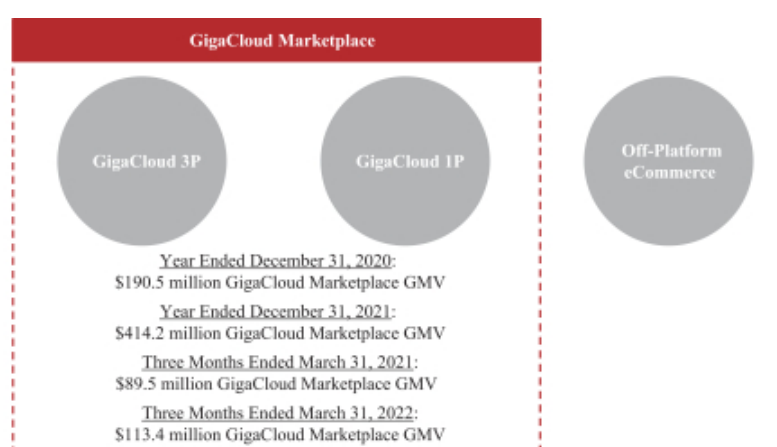 GigaCloud Marketplace
GigaCloud 3P
GigaCloud 1P
Off-Platform
eCommerce
Year Ended December 31, 2020:
$190.5 million GigaCloud Marketplace GMV
Year Ended December 31, 2021:
$414.2 million GigaCloud Marketplace GMV
Three Months Ended March 31, 2021:
$89.5 million GigaCloud Marketplace GMV
Three Months Ended March 31, 2022:
$113.4 million GigaCloud Marketplace GMV